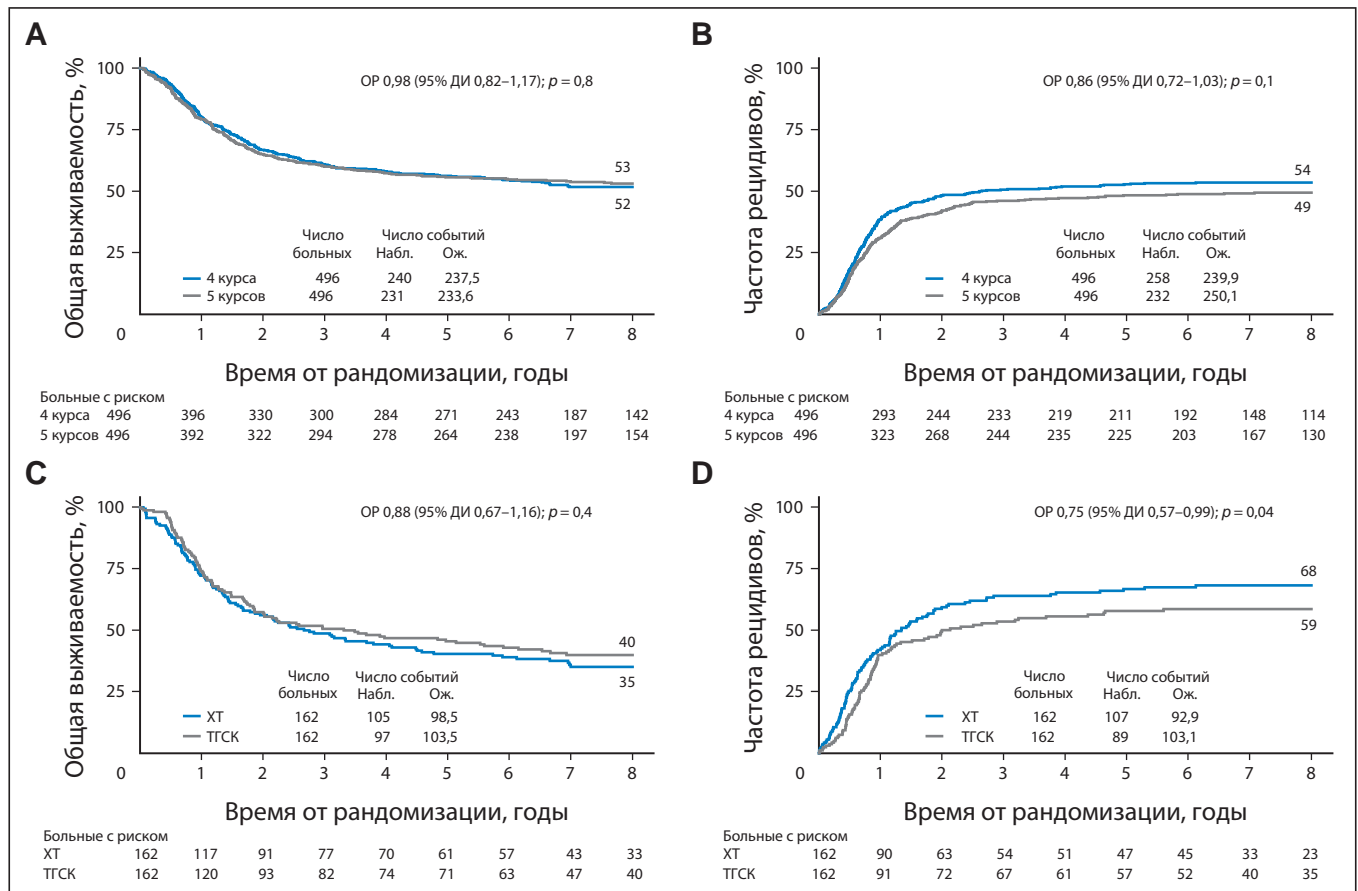 A
Общая выживаемость, %
100
75
50
25
0
ОР 0,98 (95% ДИ 0,82–1,17); p = 0,8
53
52
Число больных Число событий
Набл. Ож.
4 курса 496 240 237,5
5 курсов 496 231 233,6
1 2 3 4 5 6 7 8
Время от рандомизации, годы
Больные с риском
4 курса 496 396 330 300 284 271 243 187 142
5 курсов 496 392 322 294 278 264 238 197 154
B
Частота рецидивов, %
100
75
50
25
0
ОР 0,86 (95% ДИ 0,72–1,03); p = 0,1
54
49
Число больных Число событий
Набл. Ож.
4 курса 496 258 239,9
5 курсов 496 232 250,1
1 2 3 4 5 6 7 8
Время от рандомизации, годы
Больные с риском
4 курса 496 293 244 233 219 211 192 148 114
5 курсов 496 323 268 244 235 225 203 167 130
C
Общая выживаемость, %
100
75
50
25
0
ОР 0,88 (95% ДИ 0,67–1,16); p = 0,4
40
35
Число больных Число событий
Набл. Ож.
ХТ 162 105 98,5
ТГСК 162 97 103,5
1 2 3 4 5 6 7 8
Время от рандомизации, годы
Больные с риском
ХТ 162 117 91 77 70 61 57 43 33
ТГСК 162 120 93 82 74 71 63 47 40
D
Частота рецидивов, %
100
75
50
25
0
ОР 0,75 (95% ДИ 0,57–0,99); p = 0,04
68
59
Число больных Число событий
Набл. Ож.
ХТ 162 107 92,9
ТГСК 162 89 103,1
1 2 3 4 5 6 7 8
Время от рандомизации, годы
Больные с риском
ХТ 162 90 63 54 51 47 45 33 23
ТГСК 162 91 72 67 61 57 52 40 35